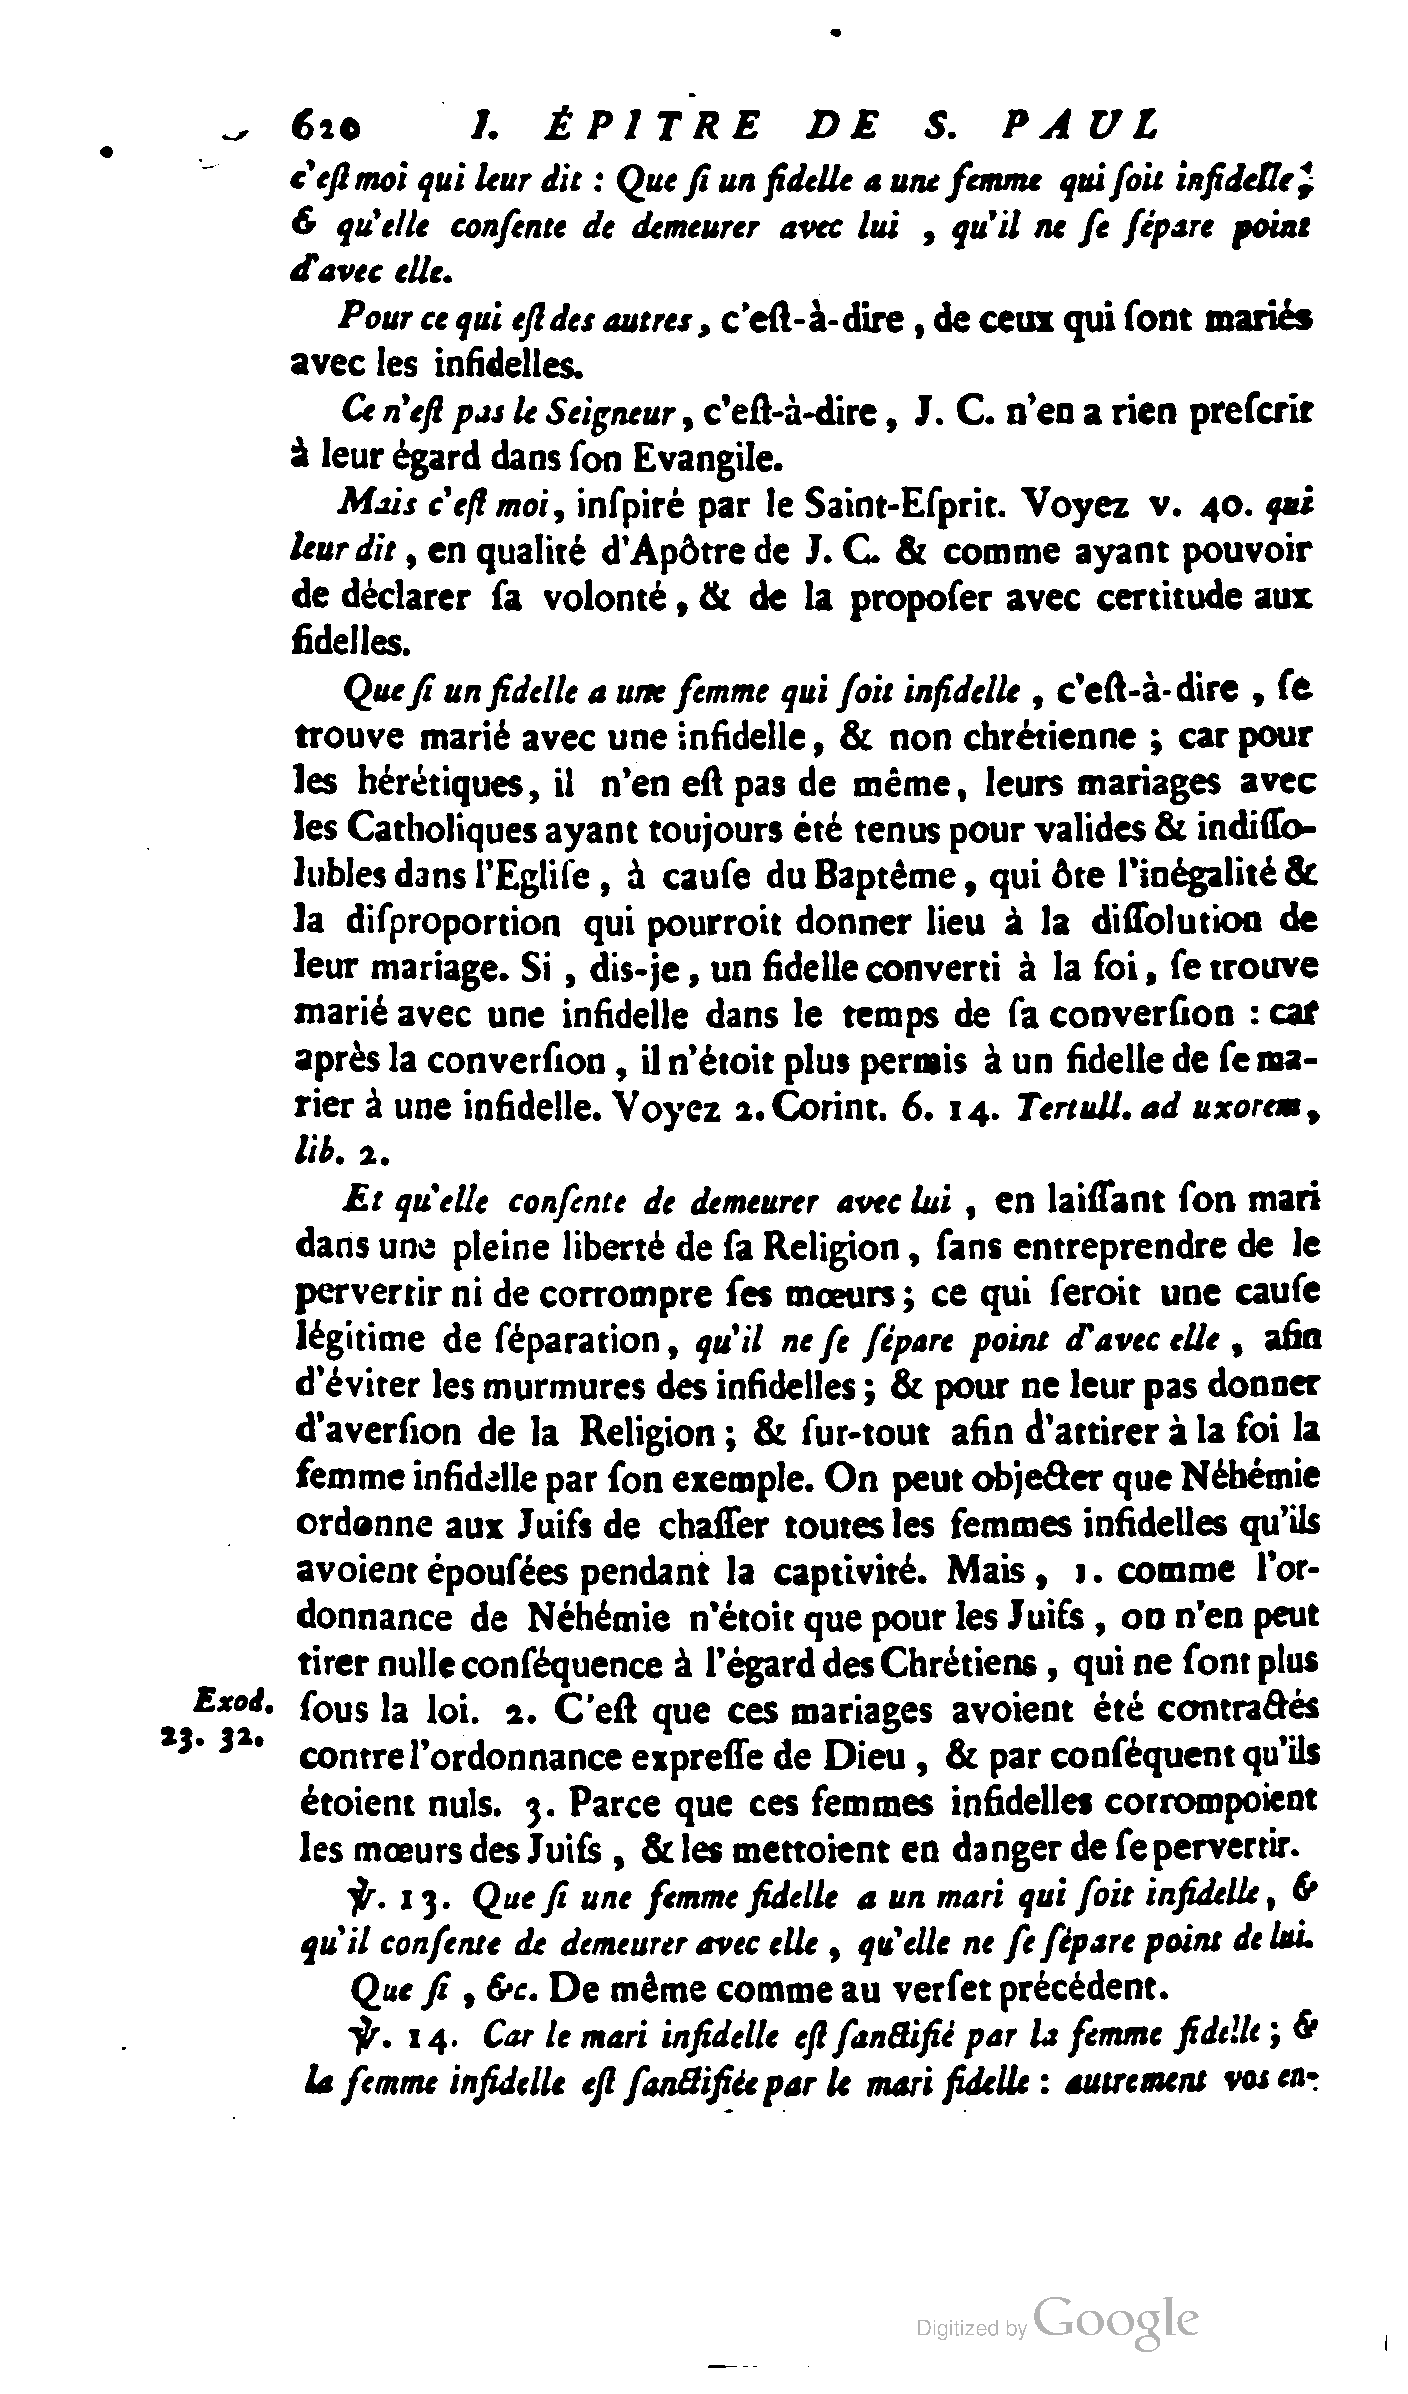 620 I. ÉPITRE DE S. PAUL
c'eſt moi qui leur dit : Que ſi un fidelle a une femme qui ſoit infidelle ;
& qu'elle conſente de demeurer avec lui , qu'il ne ſe ſépare point
d'avec elle.
Pour ce qui eſt des autres, c'eſt-à-dire , de ceux qui ſont mariés
avec les infidelles.
Ce n'eſt pas le Seigneur, c'eſt-à-dire , J. C. n'en a rien preſcrit
à leur égard dans ſon Evangile.
Mais c'eſt moi, inſpiré par le Saint-Eſprit. Voyez v. 40. qui
leur dit , en qualité d'Apôtre de J. C. & comme ayant pouvoir
de déclarer ſa volonté , & de la propoſer avec certitude aux
fidelles.
Que ſi un fidelle a une femme qui ſoit infidelle , c'eſt-à-dire , ſe
trouve marié avec une infidelle, & non chrétienne ; car pour
les hérétiques, il n'en eſt pas de même, leurs mariages avec
les Catholiques ayant toujours été tenus pour valides & indiſſo-
lubles dans l'Egliſe , à cauſe du Baptême, qui ôte l'inégalité &
la diſproportion qui pourroit donner lieu à la diſſolution de
leur mariage. Si , dis-je , un fidelle converti à la foi, ſe trouve
marié avec une infidelle dans le temps de ſa converſion : car
après la converſion , il n'étoit plus permis à un fidelle de ſe ma-
rier à une infidelle. Voyez 2. Corint. 6. 14. Tertull. ad uxorem,
lib. 2.
Et qu'elle conſente de demeurer avec lui , en laiſſant ſon mari
dans une pleine liberté de ſa Religion , ſans entreprendre de le
pervertir ni de corrompre ſes mœurs ; ce qui ſeroit une cauſe
légitime de ſéparation, qu'il ne ſe ſépare point d'avec elle , afin
d'éviter les murmures des infidelles ; & pour ne leur pas donner
d'averſion de la Religion ; & ſur-tout afin d'attirer à la foi la
femme infidelle par ſon exemple. On peut objecter que Néhémie
ordonne aux Juifs de chaſſer toutes les femmes infidelles qu'ils
avoient épouſées pendant la captivité. Mais , 1. comme l'or-
donnance de Néhémie n'étoit que pour les Juifs , on n'en peut
tirer nulle conſéquence à l'égard des Chrétiens , qui ne ſont plus
Exod.
23. 32.
ſous la loi. 2. C'eſt que ces mariages avoient été contractés
contre l'ordonnance expreſſe de Dieu , & par conſéquent qu'ils
étoient nuls. 3. Parce que ces femmes infidelles corrompoient
les mœurs des Juifs , & les mettoient en danger de ſe pervertir.
℣. 13. Que ſi une femme fidelle a un mari qui ſoit infidelle, &
qu'il conſente de demeurer avec elle , qu'elle ne ſe ſépare point de lui.
Que ſi , &c. De même comme au verſet précédent.
℣. 14. Car le mari infidelle eſt ſanctifié par la femme fidelle ; &
la femme infidelle eſt ſanctifiée par le mari fidelle : autrement vos en-
Digitized by Google